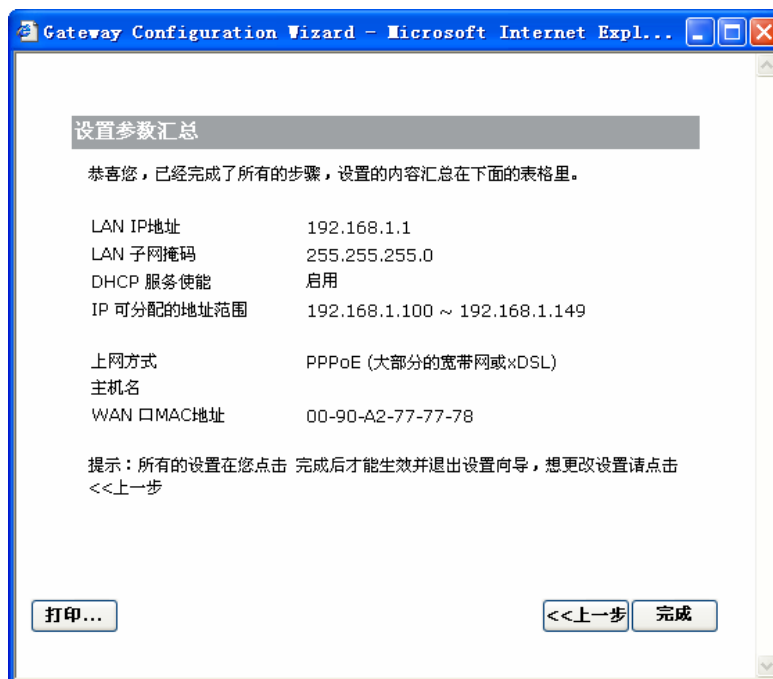 Gateway Configuration Wizard - Microsoft Internet Expl...
设置参数汇总
恭喜您，已经完成了所有的步骤，设置的内容汇总在下面的表格里。
LAN IP地址 192.168.1.1
LAN 子网掩码 255.255.255.0
DHCP 服务使能 启用
IP 可分配的地址范围 192.168.1.100 ~ 192.168.1.149
上网方式 PPPoE (大部分的宽带网或xDSL)
主机名
WAN 口MAC地址 00-90-A2-77-77-78
提示：所有的设置在您点击 完成后才能生效并退出设置向导，想更改设置请点击
<<上一步
打印... <<上一步 完成